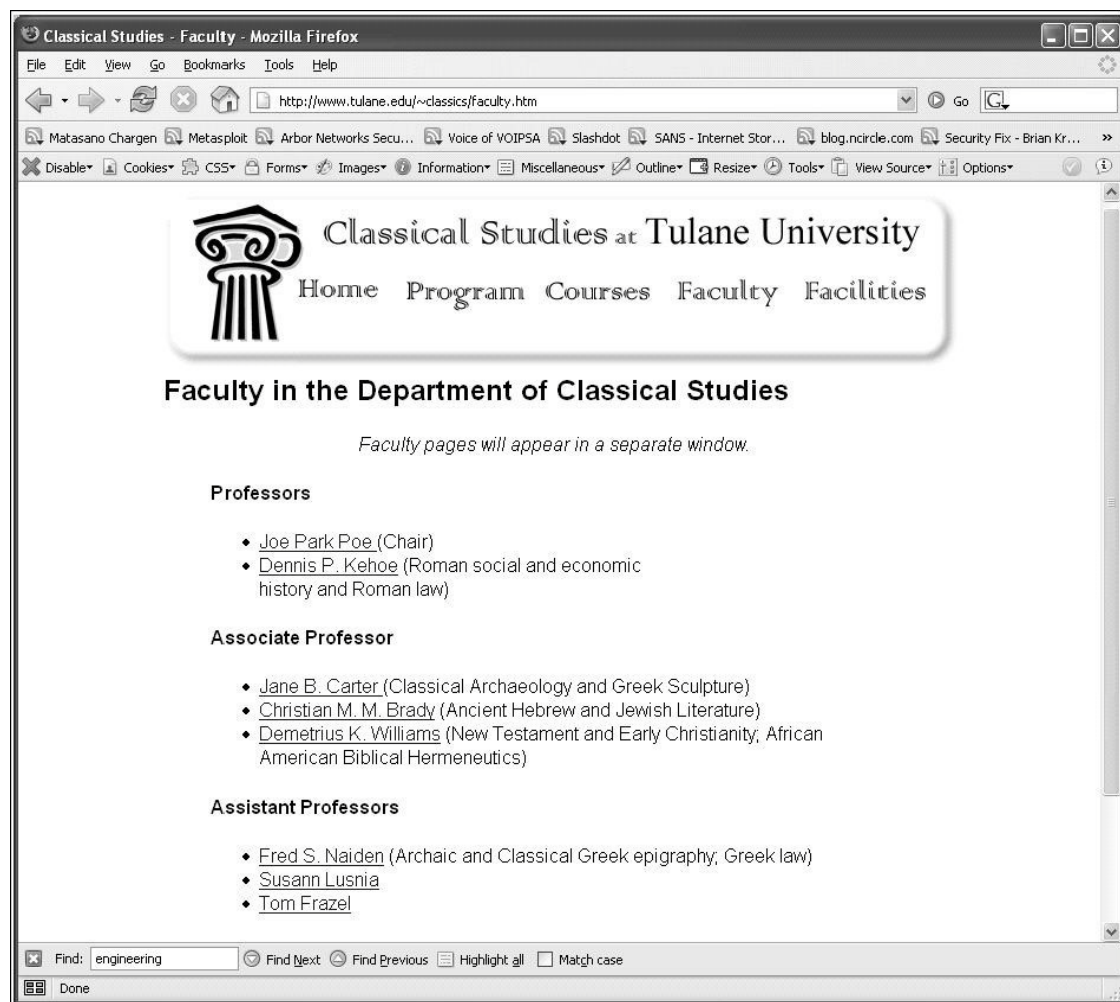 Classical Studies - Faculty - Mozilla Firefox
File Edit View Go Bookmarks Tools Help
http://www.tulane.edu/~classics/faculty.htm Go G
Matasano Chargen Metasploit Arbor Networks Secu... Voice of VOIPSA Slashdot SANS - Internet Stor... blog.ncircle.com Security Fix - Brian Kr... »
Disable Cookies CSS Forms Images Information Miscellaneous Outline Resize Tools View Source Options
Classical Studies at Tulane University
Home Program Courses Faculty Facilities
Faculty in the Department of Classical Studies
Faculty pages will appear in a separate window.
Professors
• Joe Park Poe (Chair)
• Dennis P. Kehoe (Roman social and economic
history and Roman law)
Associate Professor
• Jane B. Carter (Classical Archaeology and Greek Sculpture)
• Christian M. M. Brady (Ancient Hebrew and Jewish Literature)
• Demetrius K. Williams (New Testament and Early Christianity; African
American Biblical Hermeneutics)
Assistant Professors
• Fred S. Naiden (Archaic and Classical Greek epigraphy; Greek law)
• Susann Lusnia
• Tom Frazel
Find: engineering Find Next Find Previous Highlight all Match case
Done